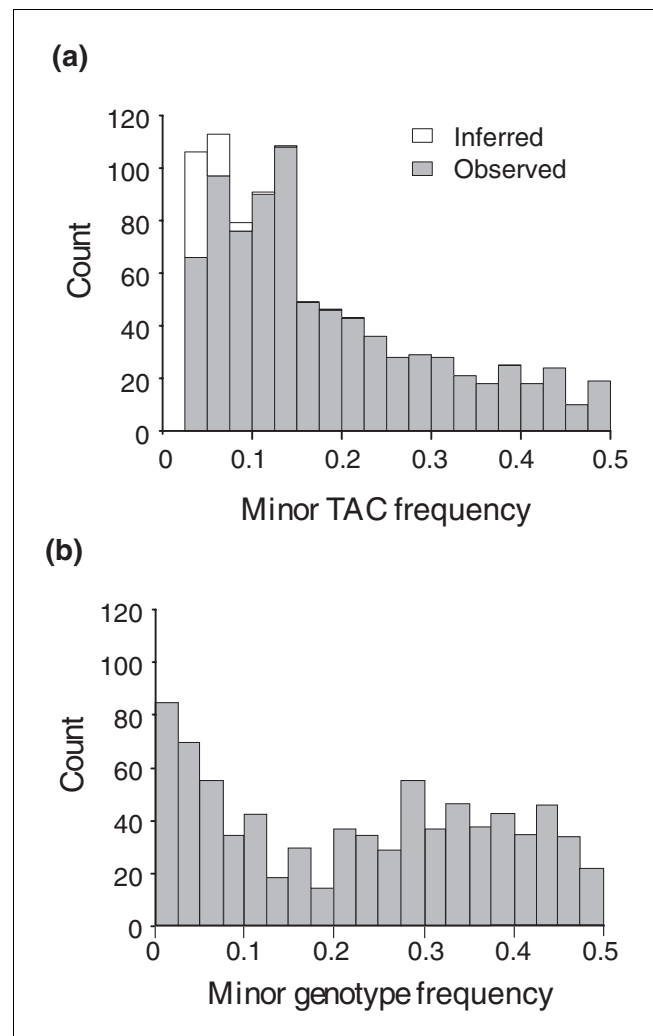 (a)
120
100
80
60
40
20
0
Count
Inferred
Observed
0 0.1 0.2 0.3 0.4 0.5
Minor TAC frequency
(b)
120
100
80
60
40
20
0
Count
0 0.1 0.2 0.3 0.4 0.5
Minor genotype frequency